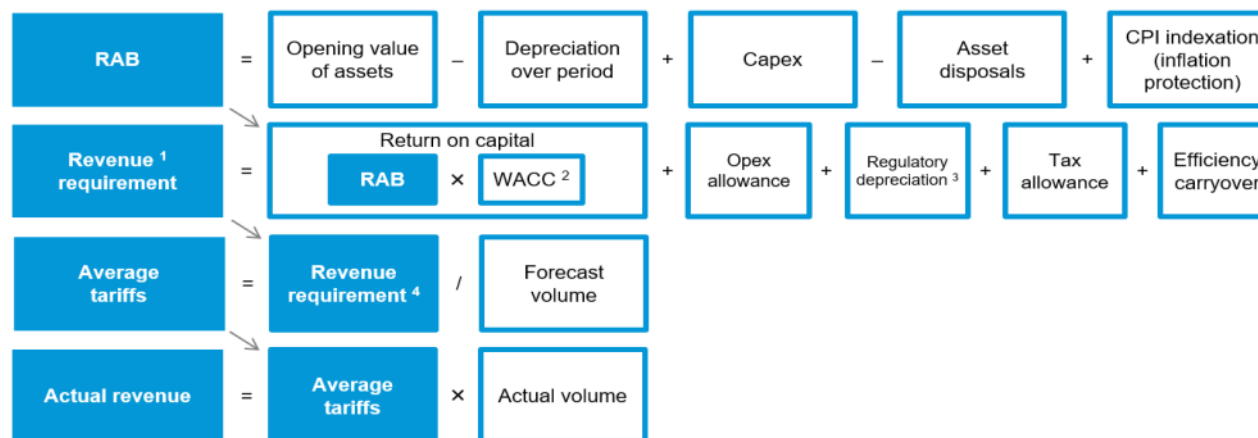 RAB = Opening value of assets – Depreciation over period + Capex – Asset disposals + CPI indexation (inflation protection)
Return on capital
Revenue ¹ requirement = RAB × WACC ² + Opex allowance + Regulatory depreciation ³ + Tax allowance + Efficiency carryover
Average tariffs = Revenue requirement ⁴ / Forecast volume
Actual revenue = Average tariffs × Actual volume